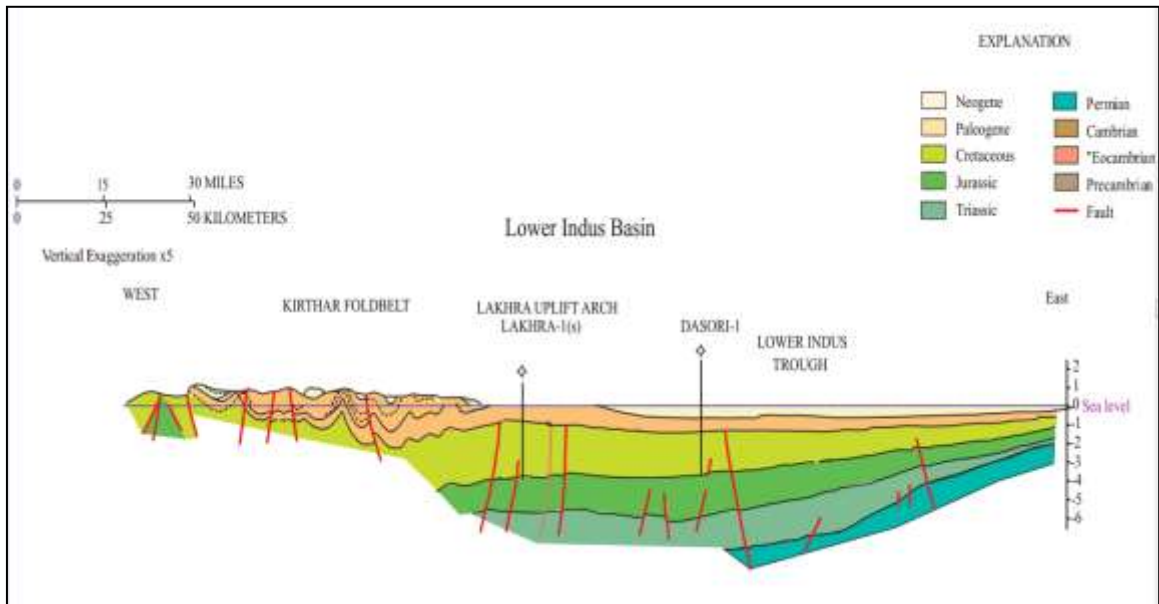 EXPLANATION
Neogene
Paleogene
Cretaceous
Jurassic
Triassic
Permian
Cambrian
"Eocambrian
Precambrian
Fault
0 15 30 MILES
0 25 50 KILOMETERS
Vertical Exaggeration x5
Lower Indus Basin
WEST
KIRTHAR FOLDBELT
LAKHRA UPLIFT ARCH
LAKHRA-1(s)
DASORI-1
LOWER INDUS
TROUGH
East
2
1
0 Sea level
-1
-2
-3
-4
-5
-6